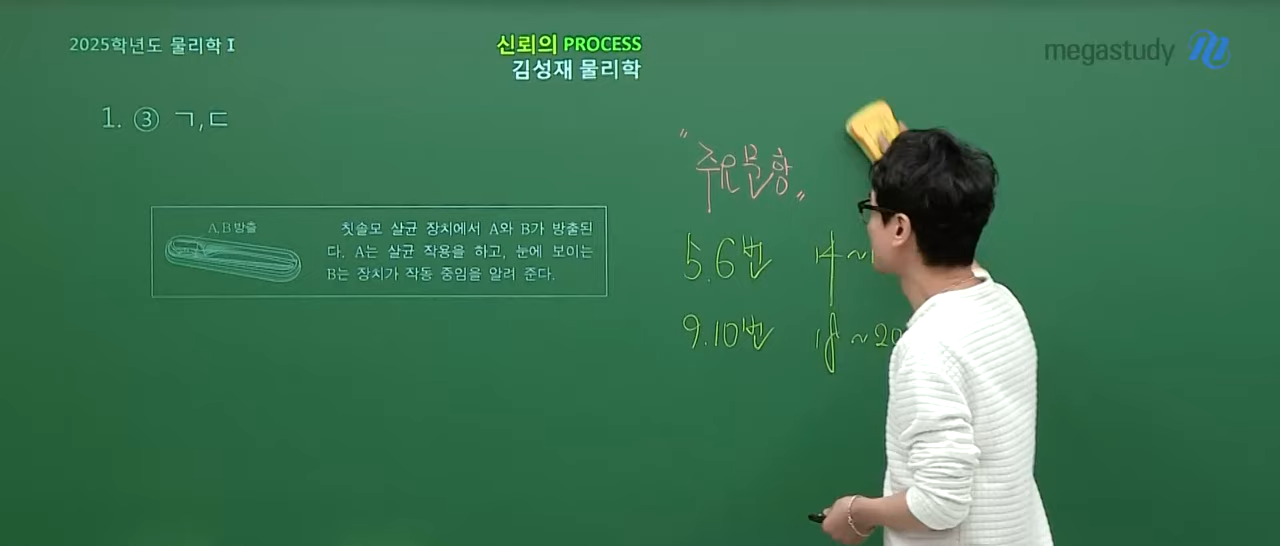 2025학년도 물리학 I
신뢰의 PROCESS
김성재 물리학
megastudy
1. ③ ㄱ,ㄷ
"주요문항"
A, B 방출
칫솔모 살균 장치에서 A와 B가 방출된
다. A는 살균 작용을 하고, 눈에 보이는
B는 장치가 작동 중임을 알려 준다.
5.6번 14 ~
9.10번 ~20